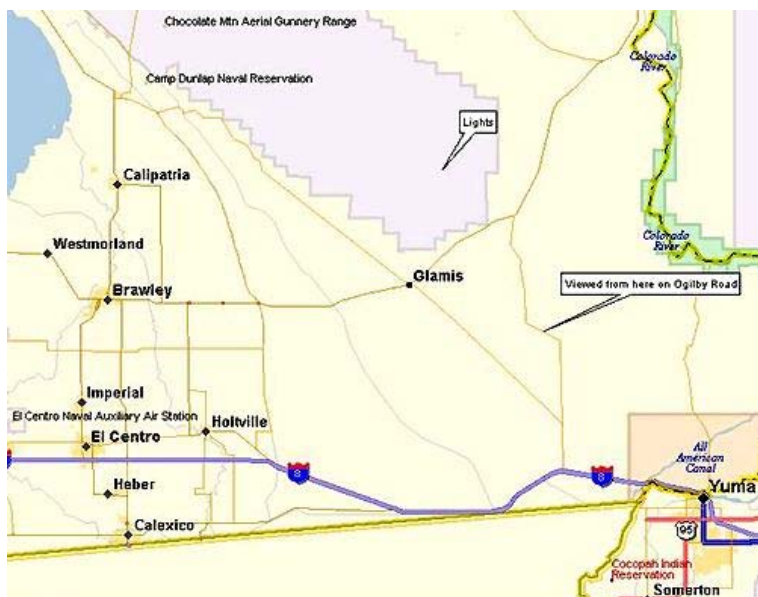 Chocolate Mtn Aerial Gunnery Range
Colorado
River
Camp Dunlap Naval Reservation
Lights
Calipatria
Westmorland
Colorado
River
Glamis
Brawley
Viewed from here on Ogilby Road
Imperial
El Centro Naval Auxiliary Air Station
Holtville
El Centro
All
American
Canal
8
8
Heber
Yuma
Calexico
195
Cocopah Indian
Reservation
Somerton